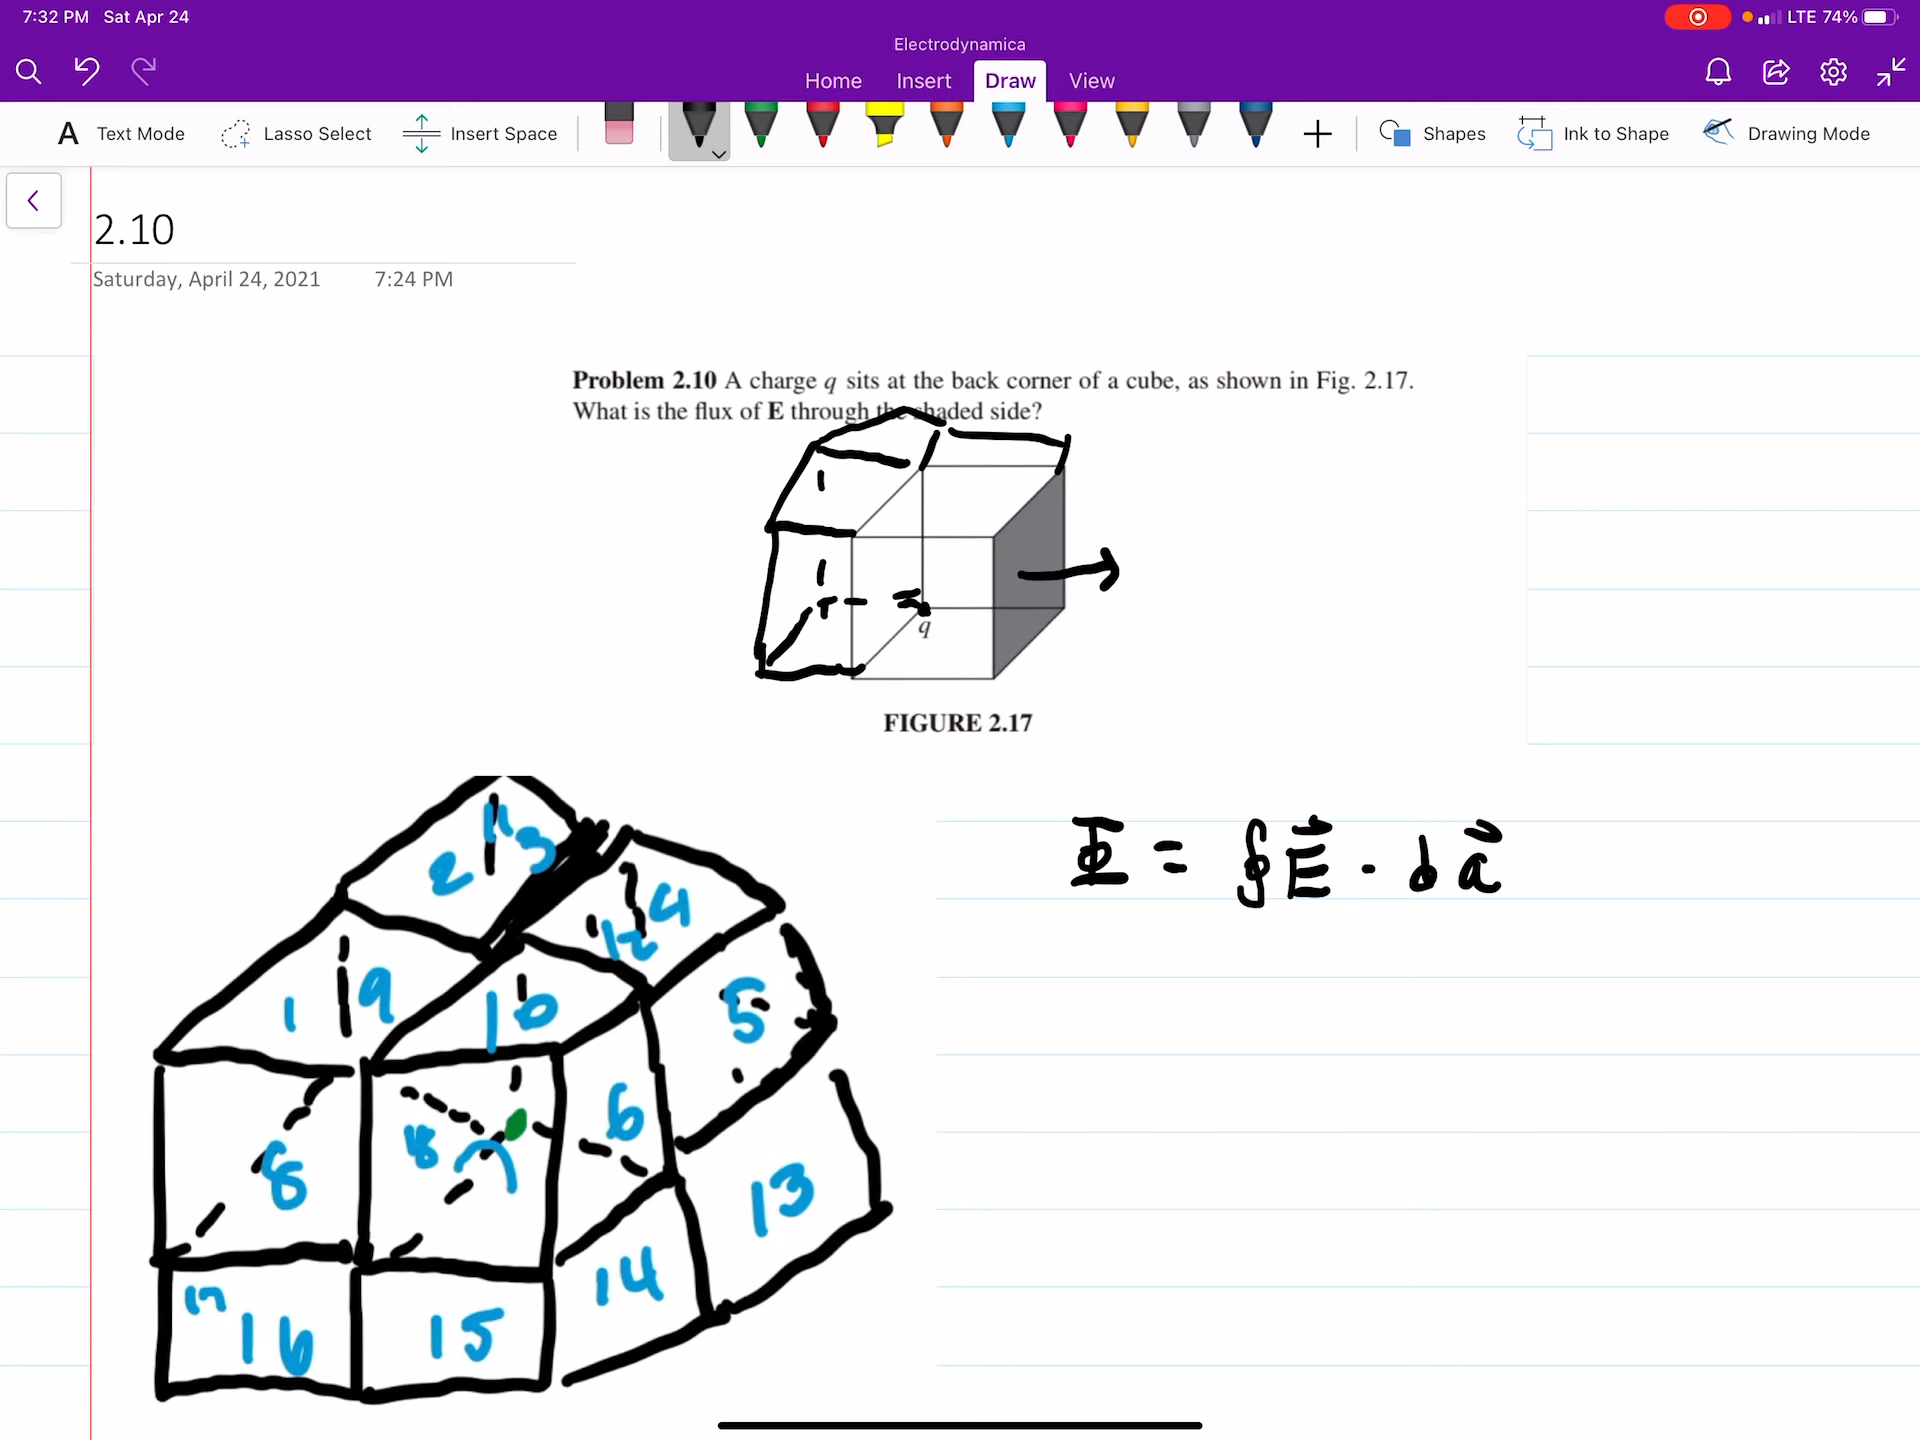 7:32 PM Sat Apr 24
LTE 74%
Electrodynamica
Home Insert Draw View
A Text Mode Lasso Select Insert Space Shapes Ink to Shape Drawing Mode
2.10
Saturday, April 24, 2021 7:24 PM
Problem 2.10 A charge q sits at the back corner of a cube, as shown in Fig. 2.17.
What is the flux of E through the shaded side?
q
FIGURE 2.17
Φ = ∮ E⃗ · d a⃗
2 11 3
12 4
1 9 10 5
8 18 7 6
13
14
17 16 15